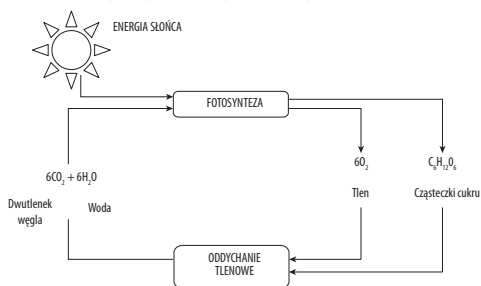 ENERGIA SŁOŃCA
FOTOSYNTEZA
6CO₂ + 6H₂O
6O₂
C₆H₁₂O₆
Dwutlenek
węgla
Woda
Tlen
Cząsteczki cukru
ODDYCHANIE
TLENOWE